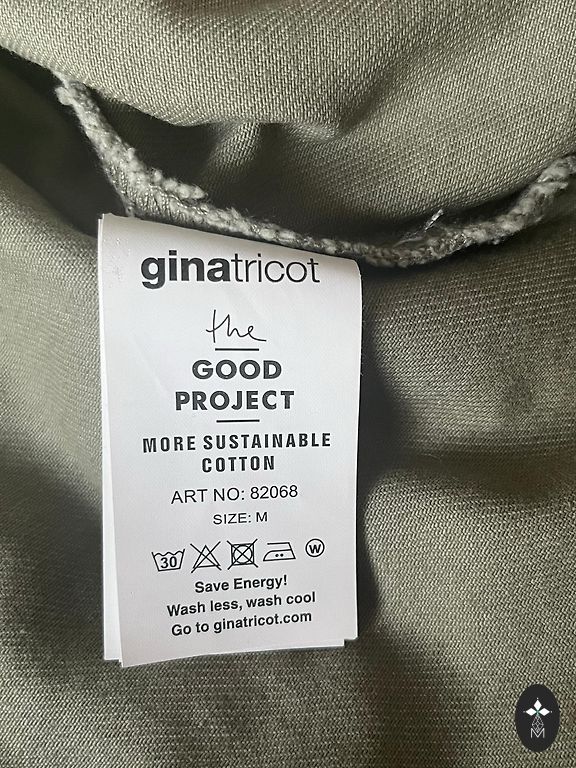 ginatricot
the
GOOD
PROJECT
MORE SUSTAINABLE
COTTON
ART NO: 82068
SIZE: M
30 W
Save Energy!
Wash less, wash cool
Go to ginatricot.com
M